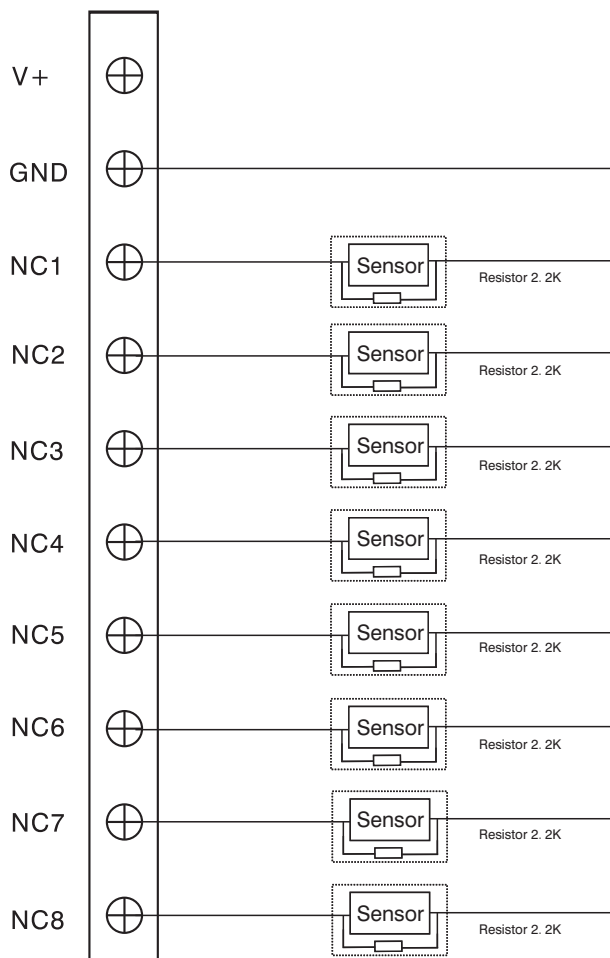 V+
GND
NC1
Sensor
Resistor 2. 2K
NC2
Sensor
Resistor 2. 2K
NC3
Sensor
Resistor 2. 2K
NC4
Sensor
Resistor 2. 2K
NC5
Sensor
Resistor 2. 2K
NC6
Sensor
Resistor 2. 2K
NC7
Sensor
Resistor 2. 2K
NC8
Sensor
Resistor 2. 2K